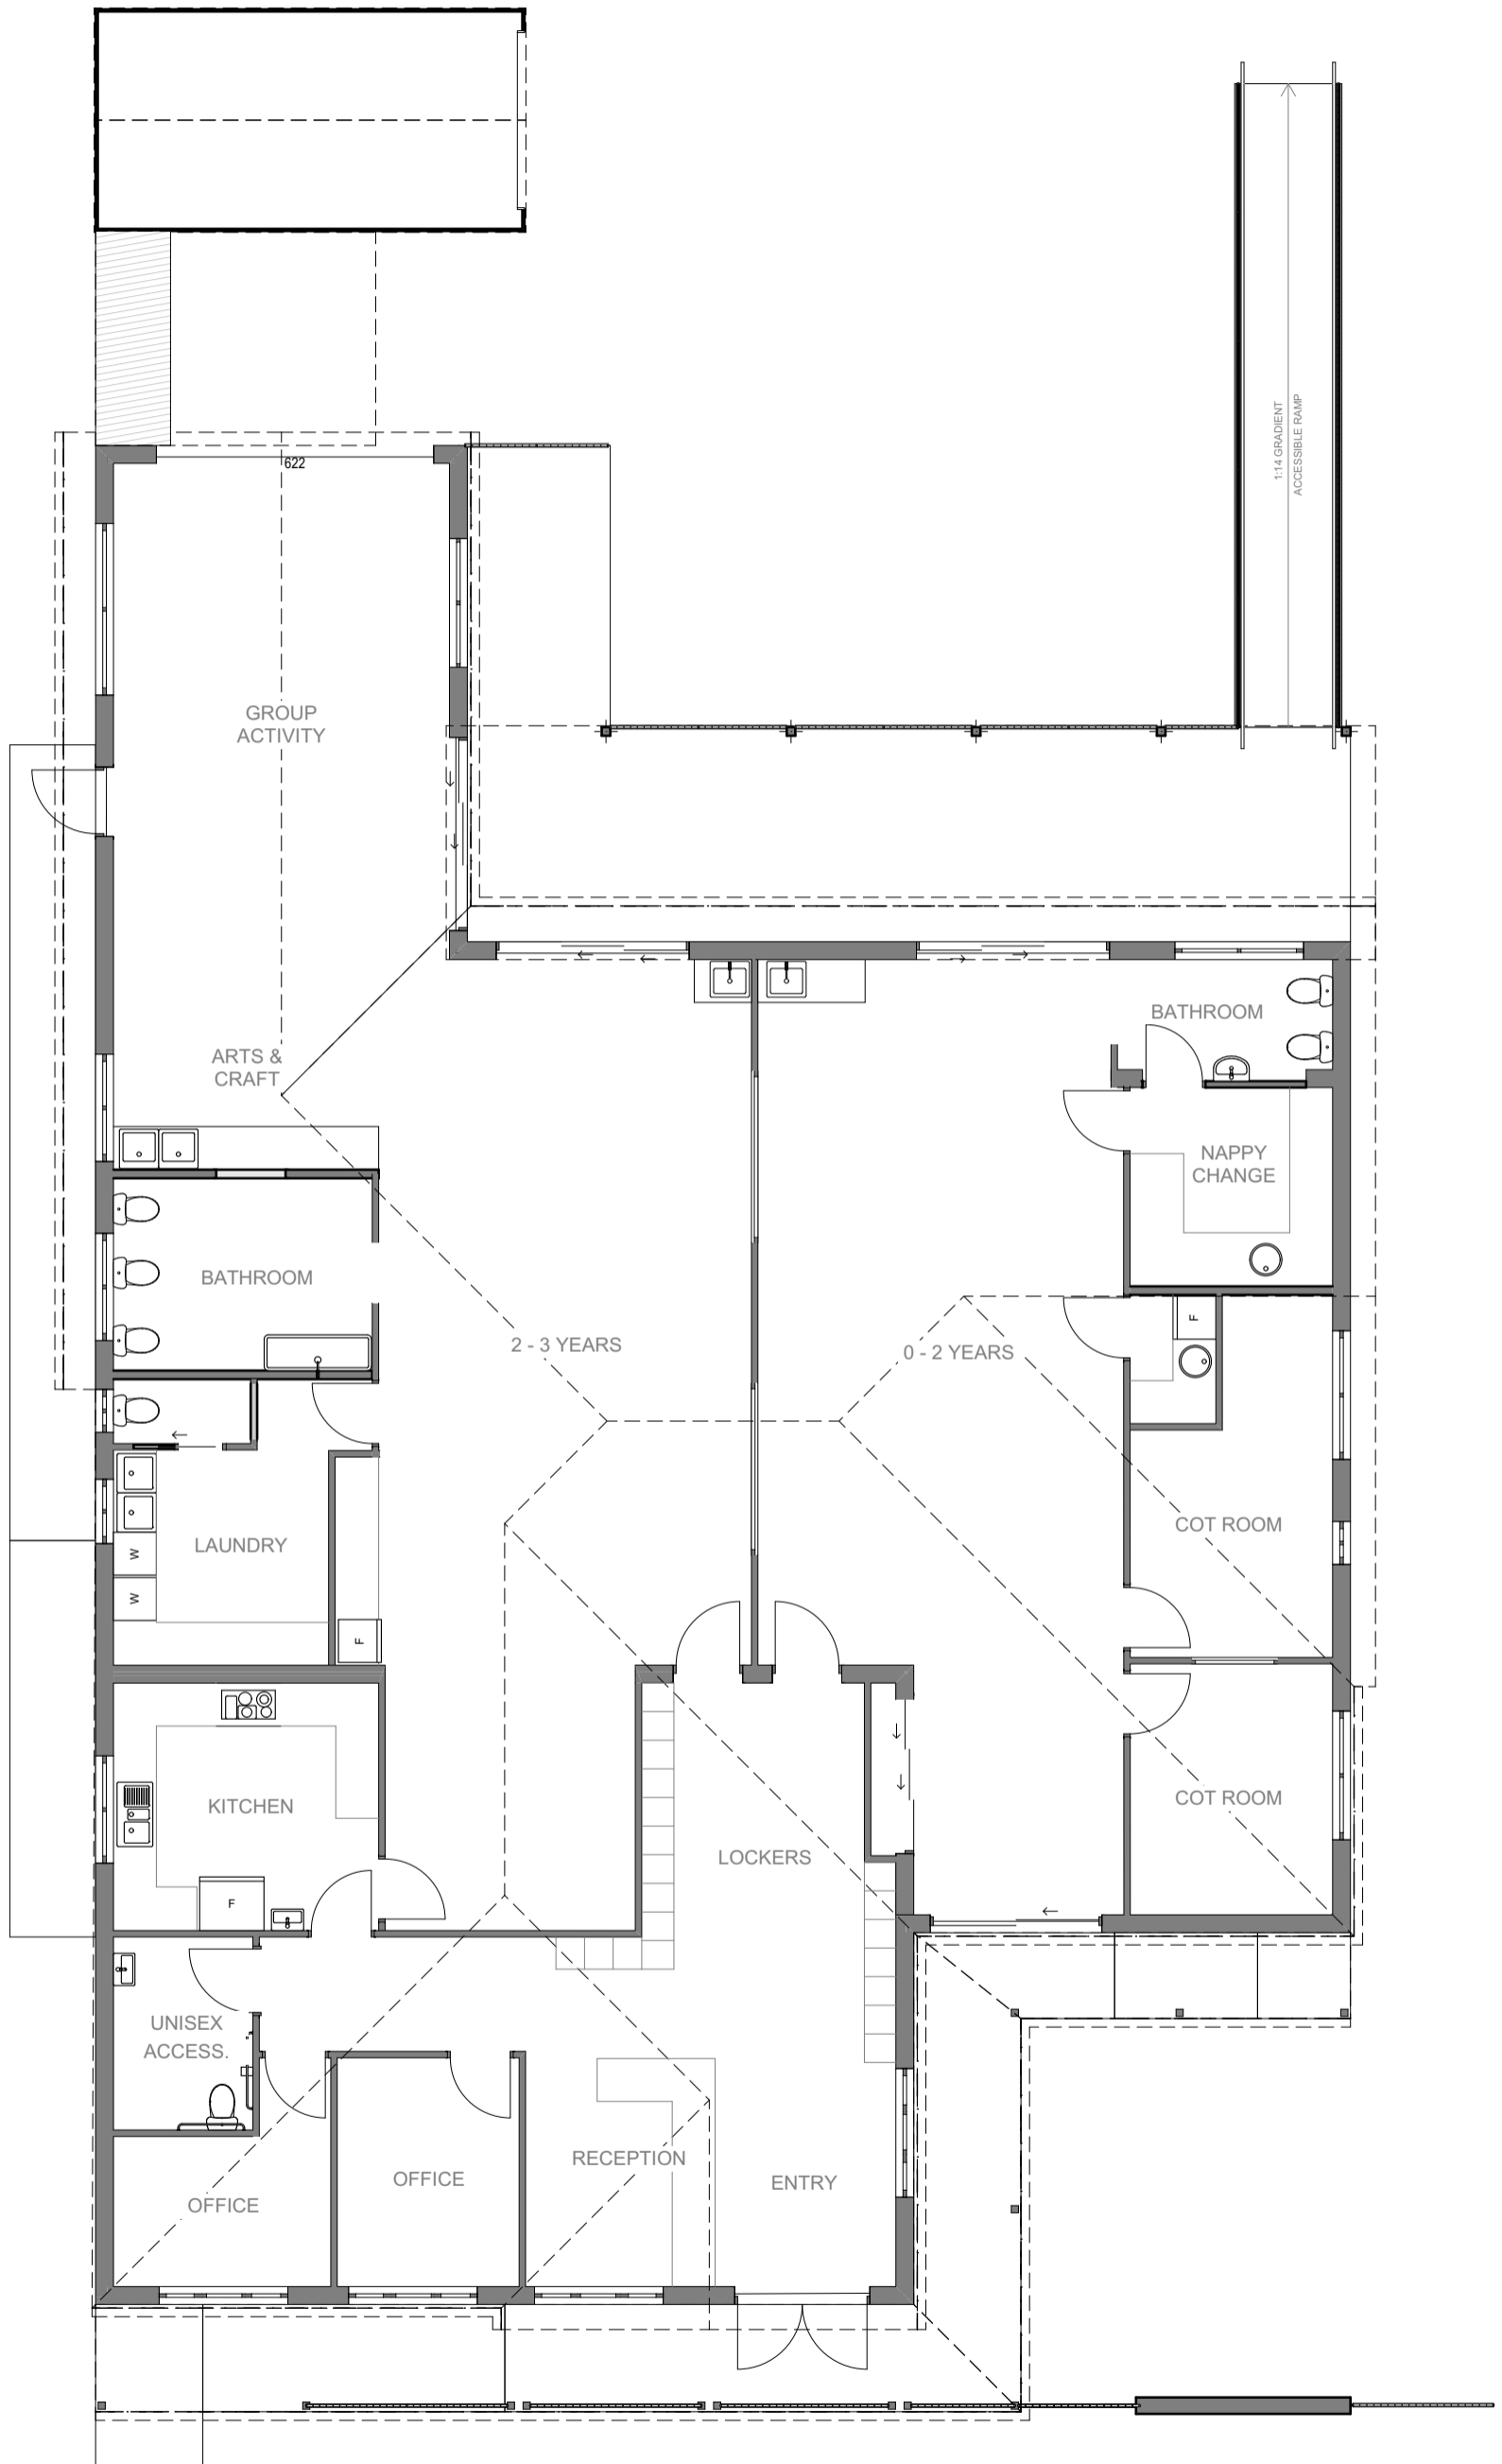 622
1:14 GRADIENT
ACCESSIBLE RAMP
GROUP
ACTIVITY
ARTS &
CRAFT
BATHROOM
NAPPY
CHANGE
BATHROOM
2 - 3 YEARS
0 - 2 YEARS
F
LAUNDRY
W
W
F
COT ROOM
KITCHEN
F
LOCKERS
COT ROOM
UNISEX
ACCESS.
OFFICE
OFFICE
RECEPTION
ENTRY